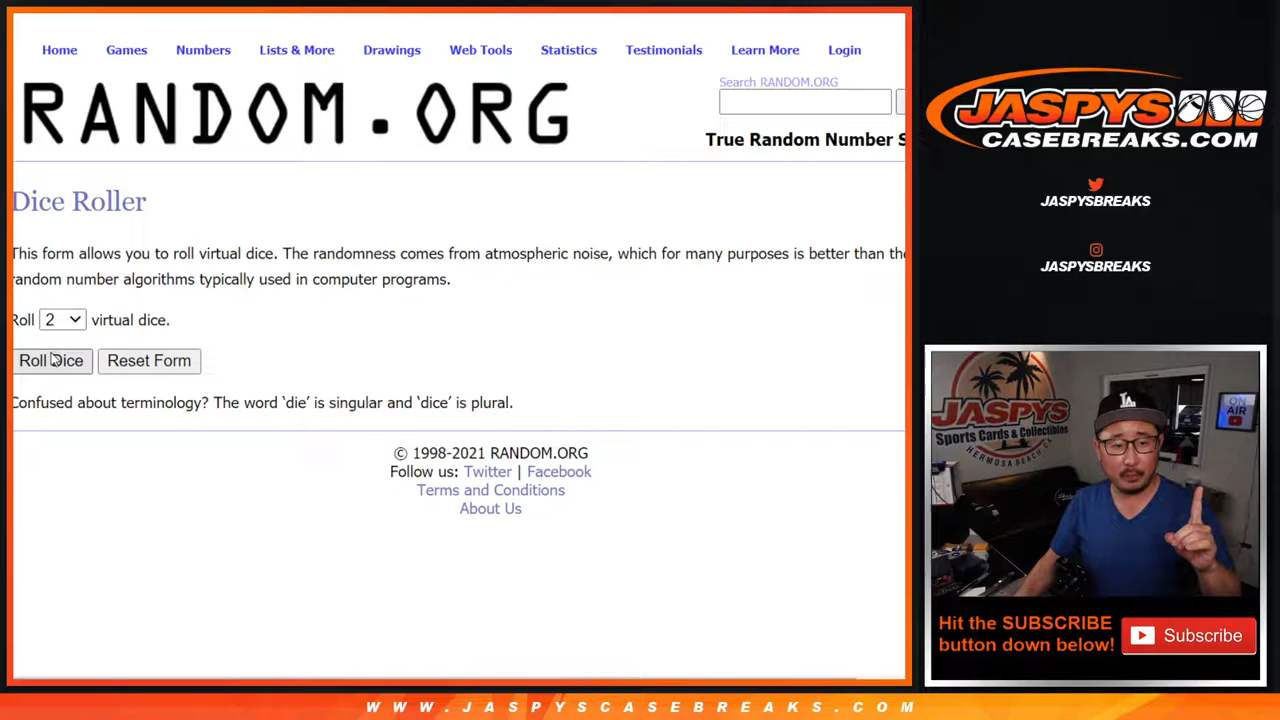 Home Games Numbers Lists & More Drawings Web Tools Statistics Testimonials Learn More Login
RANDOM.ORG
Search RANDOM.ORG
True Random Number S
Dice Roller
This form allows you to roll virtual dice. The randomness comes from atmospheric noise, which for many purposes is better than the
random number algorithms typically used in computer programs.
Roll 2 virtual dice.
Roll Dice Reset Form
Confused about terminology? The word ‘die’ is singular and ‘dice’ is plural.
© 1998-2021 RANDOM.ORG
Follow us: Twitter | Facebook
Terms and Conditions
About Us
JASPYS
CASEBREAKS.COM
JASPYSBREAKS
JASPYSBREAKS
JASPYS
Sports Cards & Collectibles
HERMOSA BEACH, CA
LA
ON
AIR
Hit the SUBSCRIBE
button down below!
Subscribe
WWW.JASPYSCASEBREAKS.COM